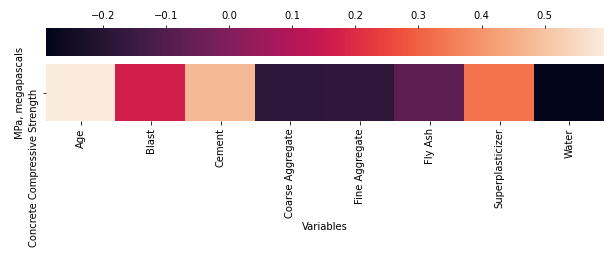 −0.2 −0.1 0.0 0.1 0.2 0.3 0.4 0.5
MPa, megapascals
Concrete Compressive Strength
Age
Blast
Cement
Coarse Aggregate
Fine Aggregate
Fly Ash
Superplasticizer
Water
Variables